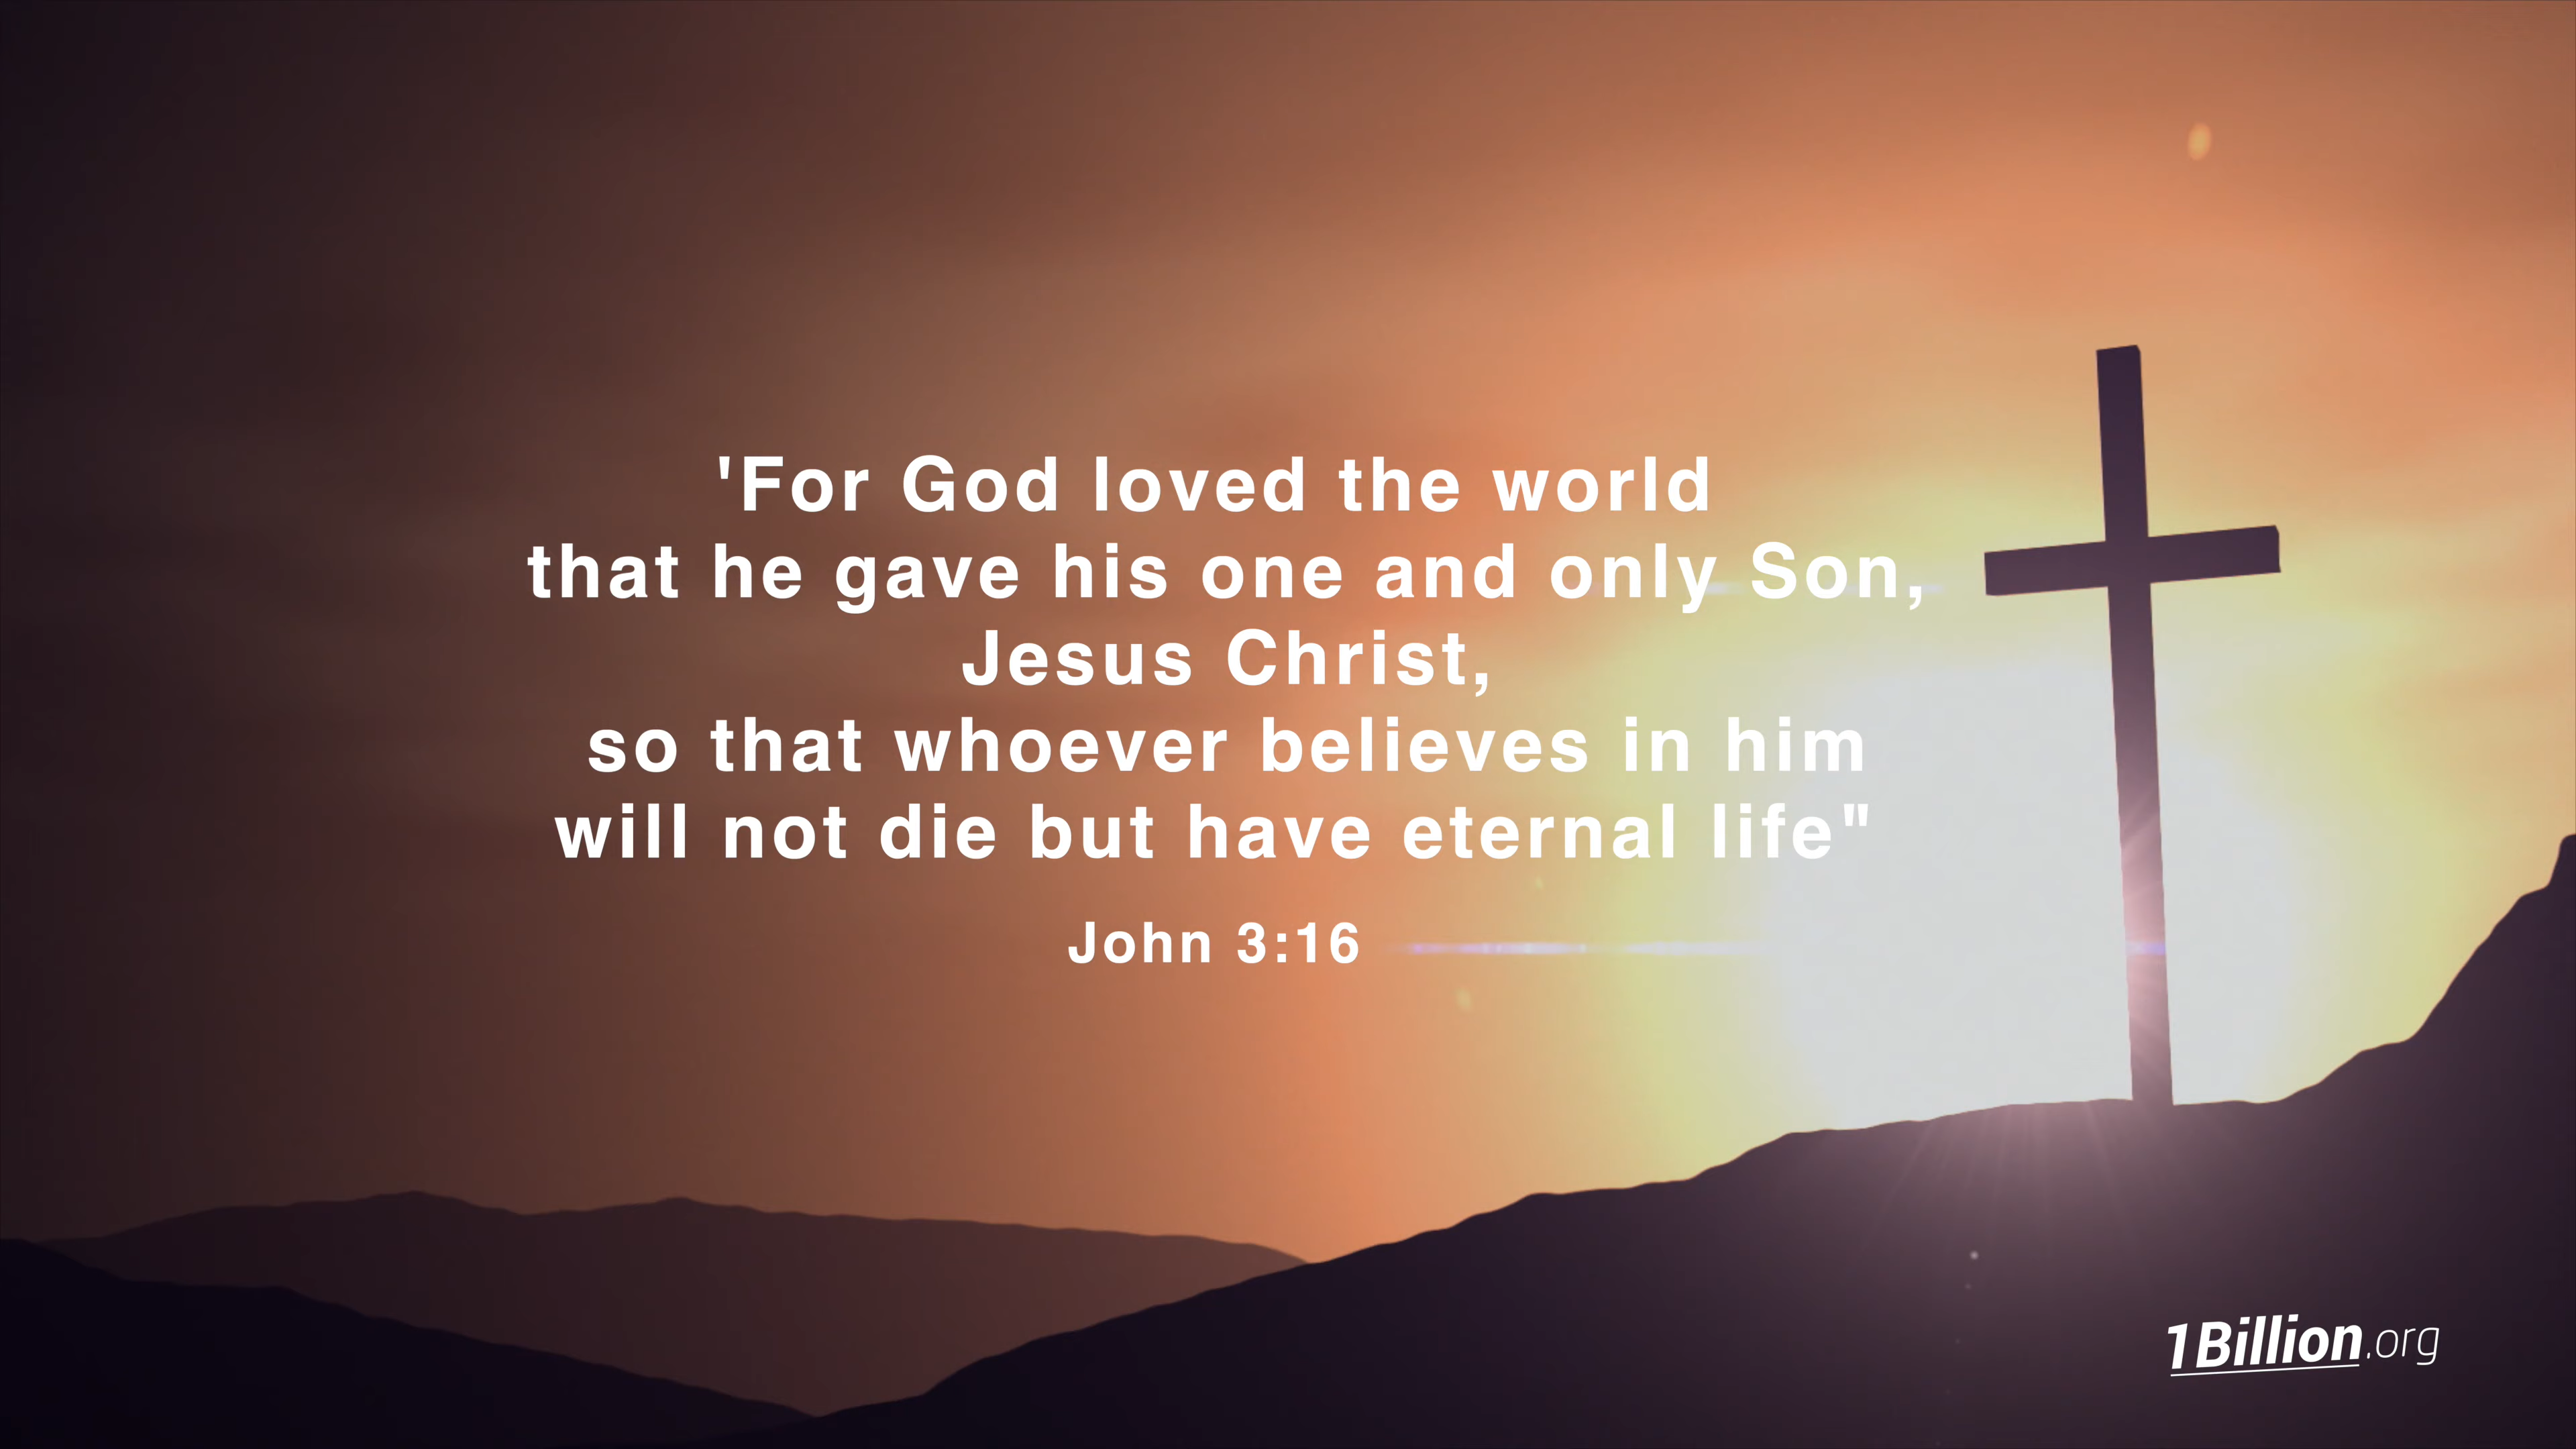 'For God loved the world
that he gave his one and only Son,
Jesus Christ,
so that whoever believes in him
will not die but have eternal life"
John 3:16
1Billion.org